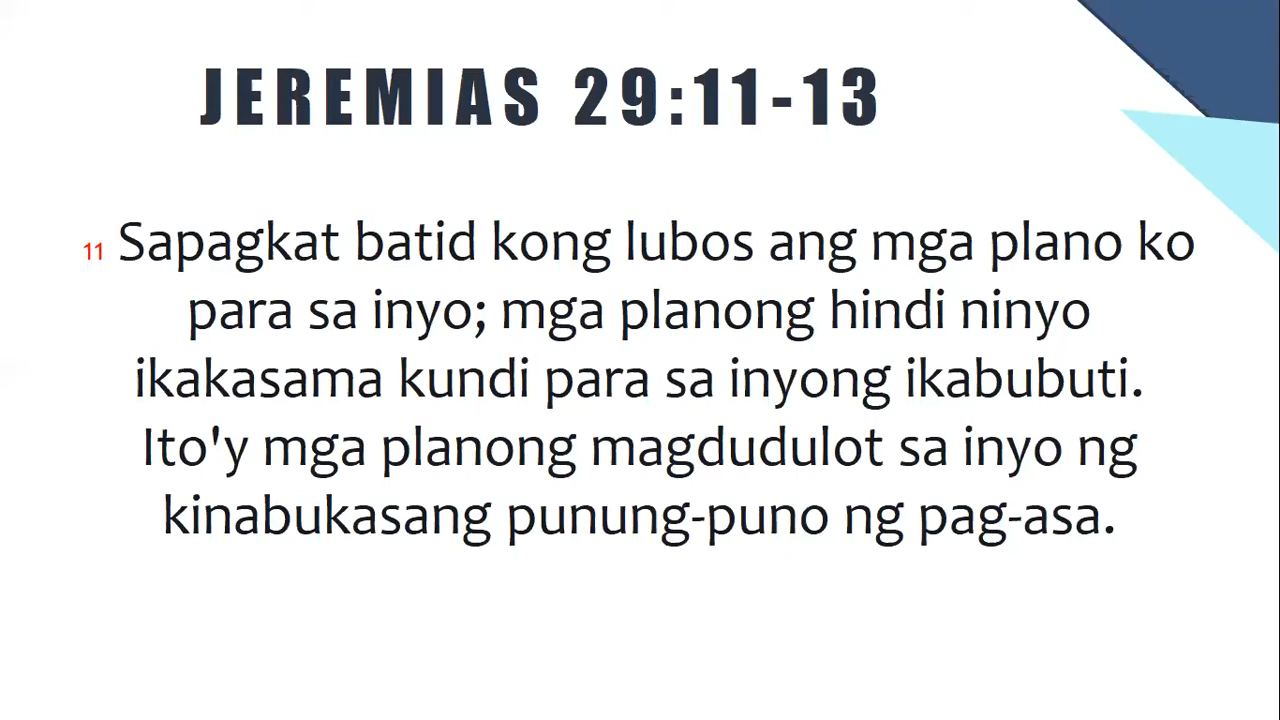 JEREMIAS 29:11-13
11 Sapagkat batid kong lubos ang mga plano ko
para sa inyo; mga planong hindi ninyo
ikakasama kundi para sa inyong ikabubuti.
Ito'y mga planong magdudulot sa inyo ng
kinabukasang punung-puno ng pag-asa.